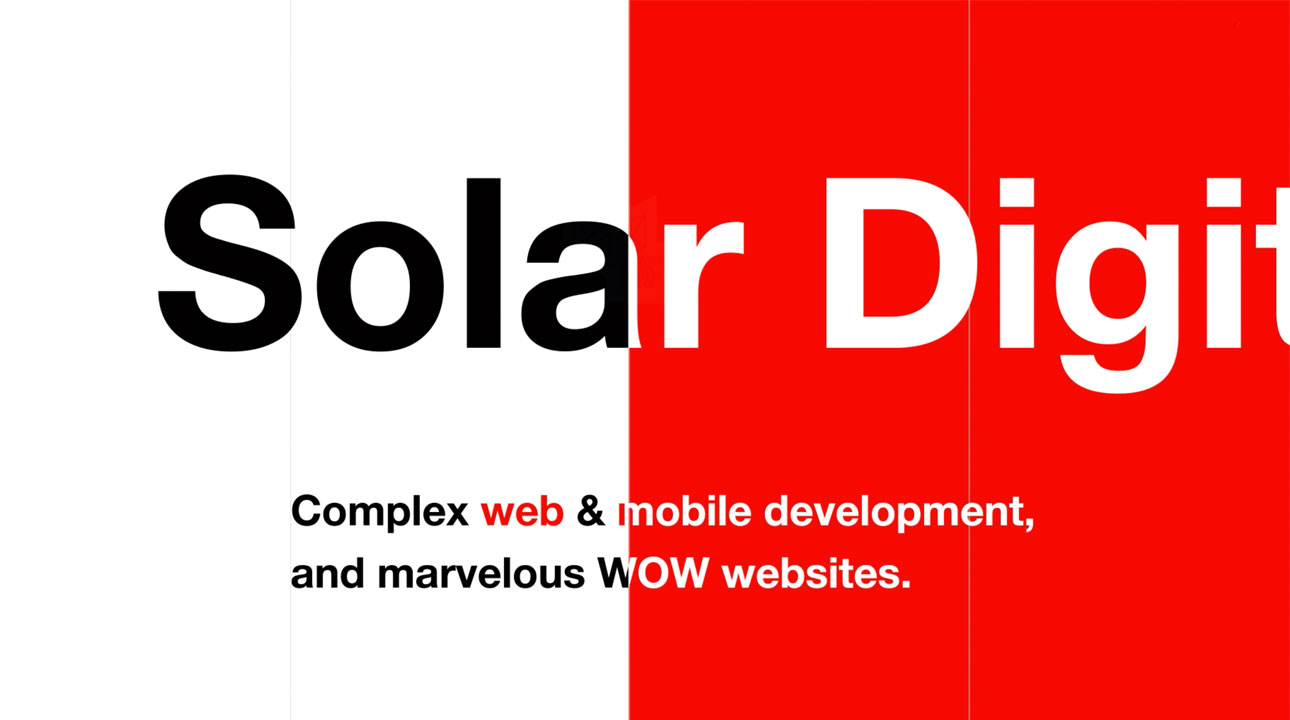 Solar Digit
Complex web & mobile development,
and marvelous WOW websites.